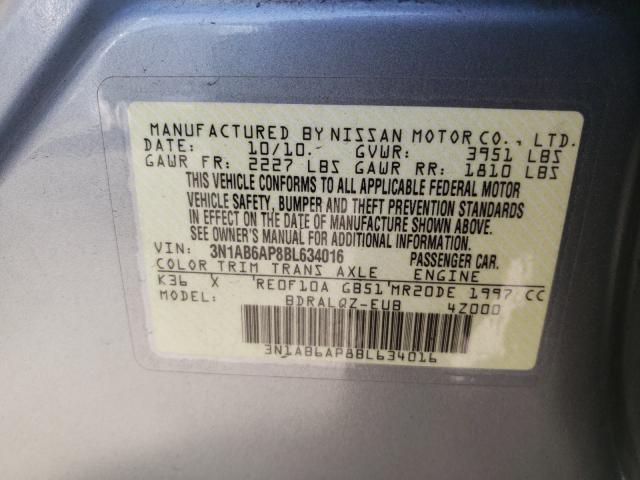 MANUFACTURED BY NISSAN MOTOR CO., LTD.
DATE: 10/10 GVWR: 3951 LBS
GAWR FR: 2227 LBS GAWR RR: 1810 LBS
THIS VEHICLE CONFORMS TO ALL APPLICABLE FEDERAL MOTOR
VEHICLE SAFETY, BUMPER AND THEFT PREVENTION STANDARDS
IN EFFECT ON THE DATE OF MANUFACTURE SHOWN ABOVE.
SEE OWNER'S MANUAL FOR ADDITIONAL INFORMATION
VIN: 3N1AB6AP8BL634016 PASSENGER CAR.
COLOR TRIM TRANS AXLE ENGINE
K36 X RE0F10A GB51 MR20DE 1997 CC
MODEL: BDRALQZ-EUB 4Z000
3N1AB6AP8BL634016